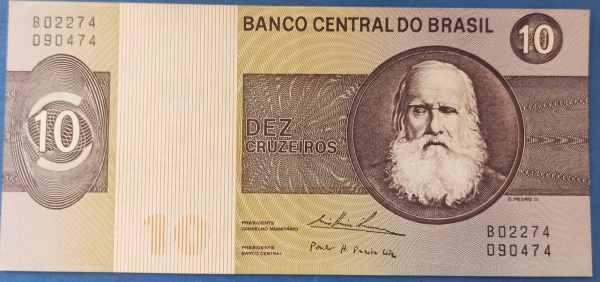 B02274
090474
BANCO CENTRAL DO BRASIL
10
10
DEZ
CRUZEIROS
D. PEDRO II
10
PRESIDENTE
CONSELHO MONETÁRIO
PRESIDENTE
BANCO CENTRAL
B02274
090474